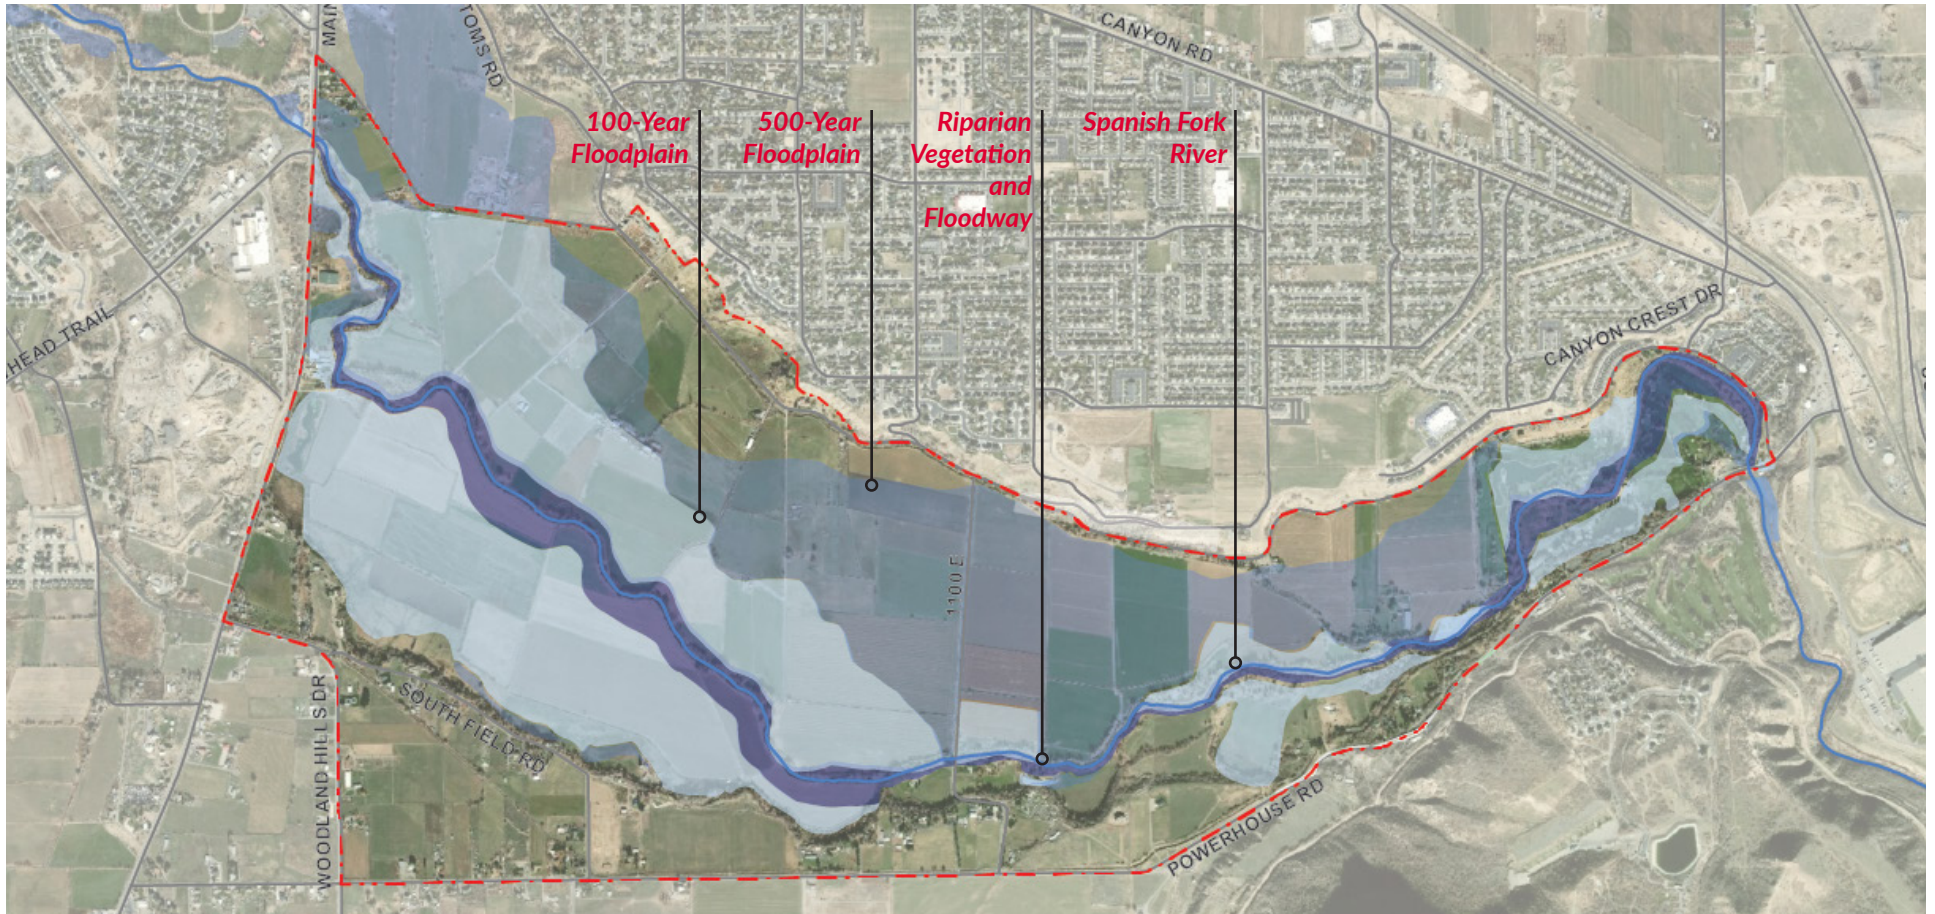 MAIN
TOMS RD
CANYON RD
100-Year
Floodplain
500-Year
Floodplain
Riparian
Vegetation
and
Floodway
Spanish Fork
River
HEAD TRAIL
CANYON CREST DR
1100 E
SOUTH FIELD RD
WOODLAND HILLS DR
POWERHOUSE RD